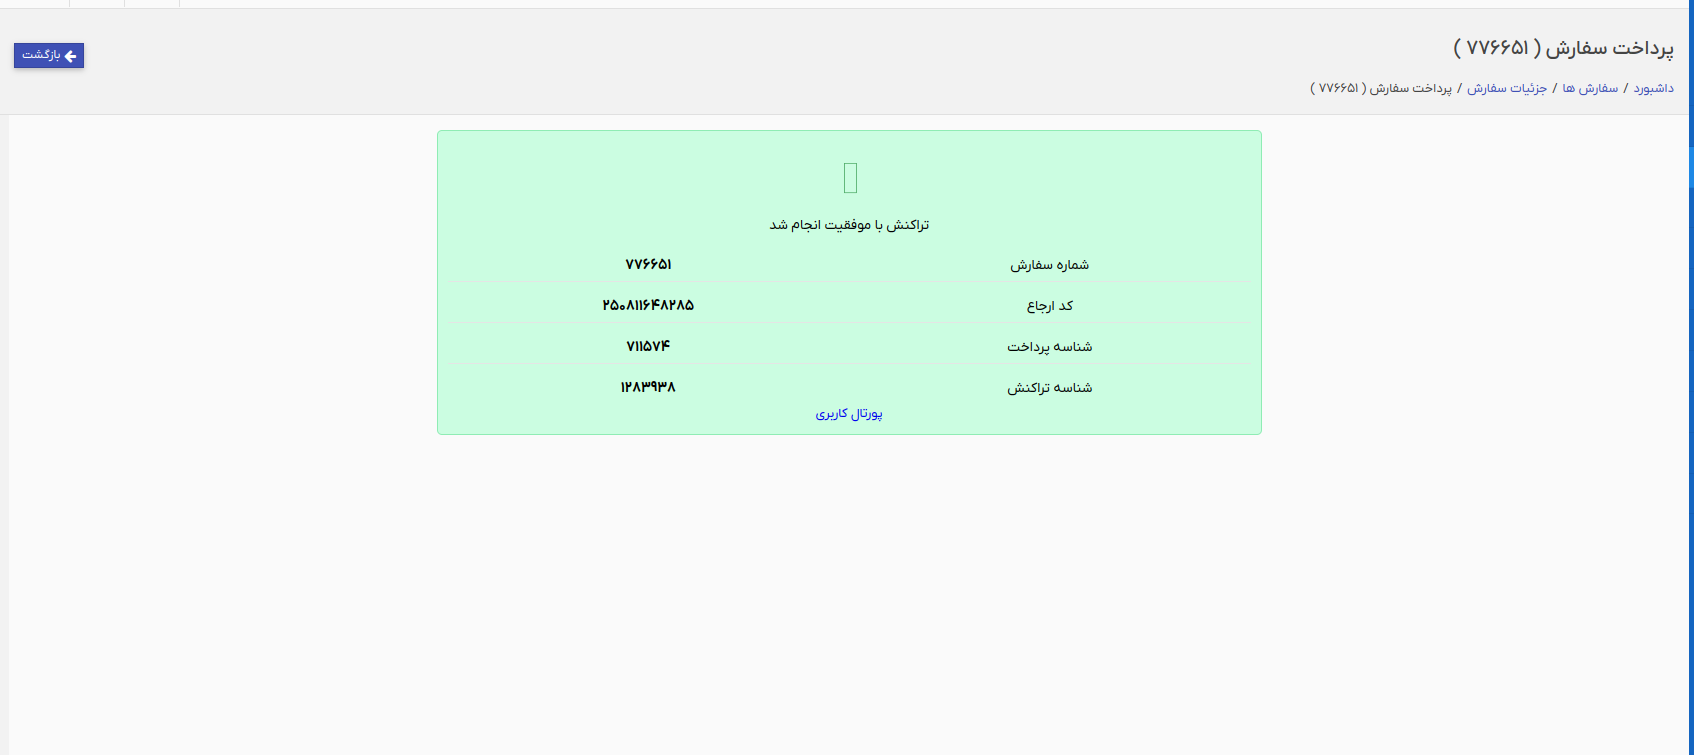 پرداخت سفارش ( ۷۷۶۶۵۱ )
بازگشت
داشبورد / سفارش ها / جزئیات سفارش / پرداخت سفارش ( ۷۷۶۶۵۱ )
تراکنش با موفقیت انجام شد
شماره سفارش ۷۷۶۶۵۱
کد ارجاع ۲۵۰۸۱۱۶۴۸۲۸۵
شناسه پرداخت ۷۱۱۵۷۴
شناسه تراکنش ۱۲۸۳۹۳۸
پورتال کاربری